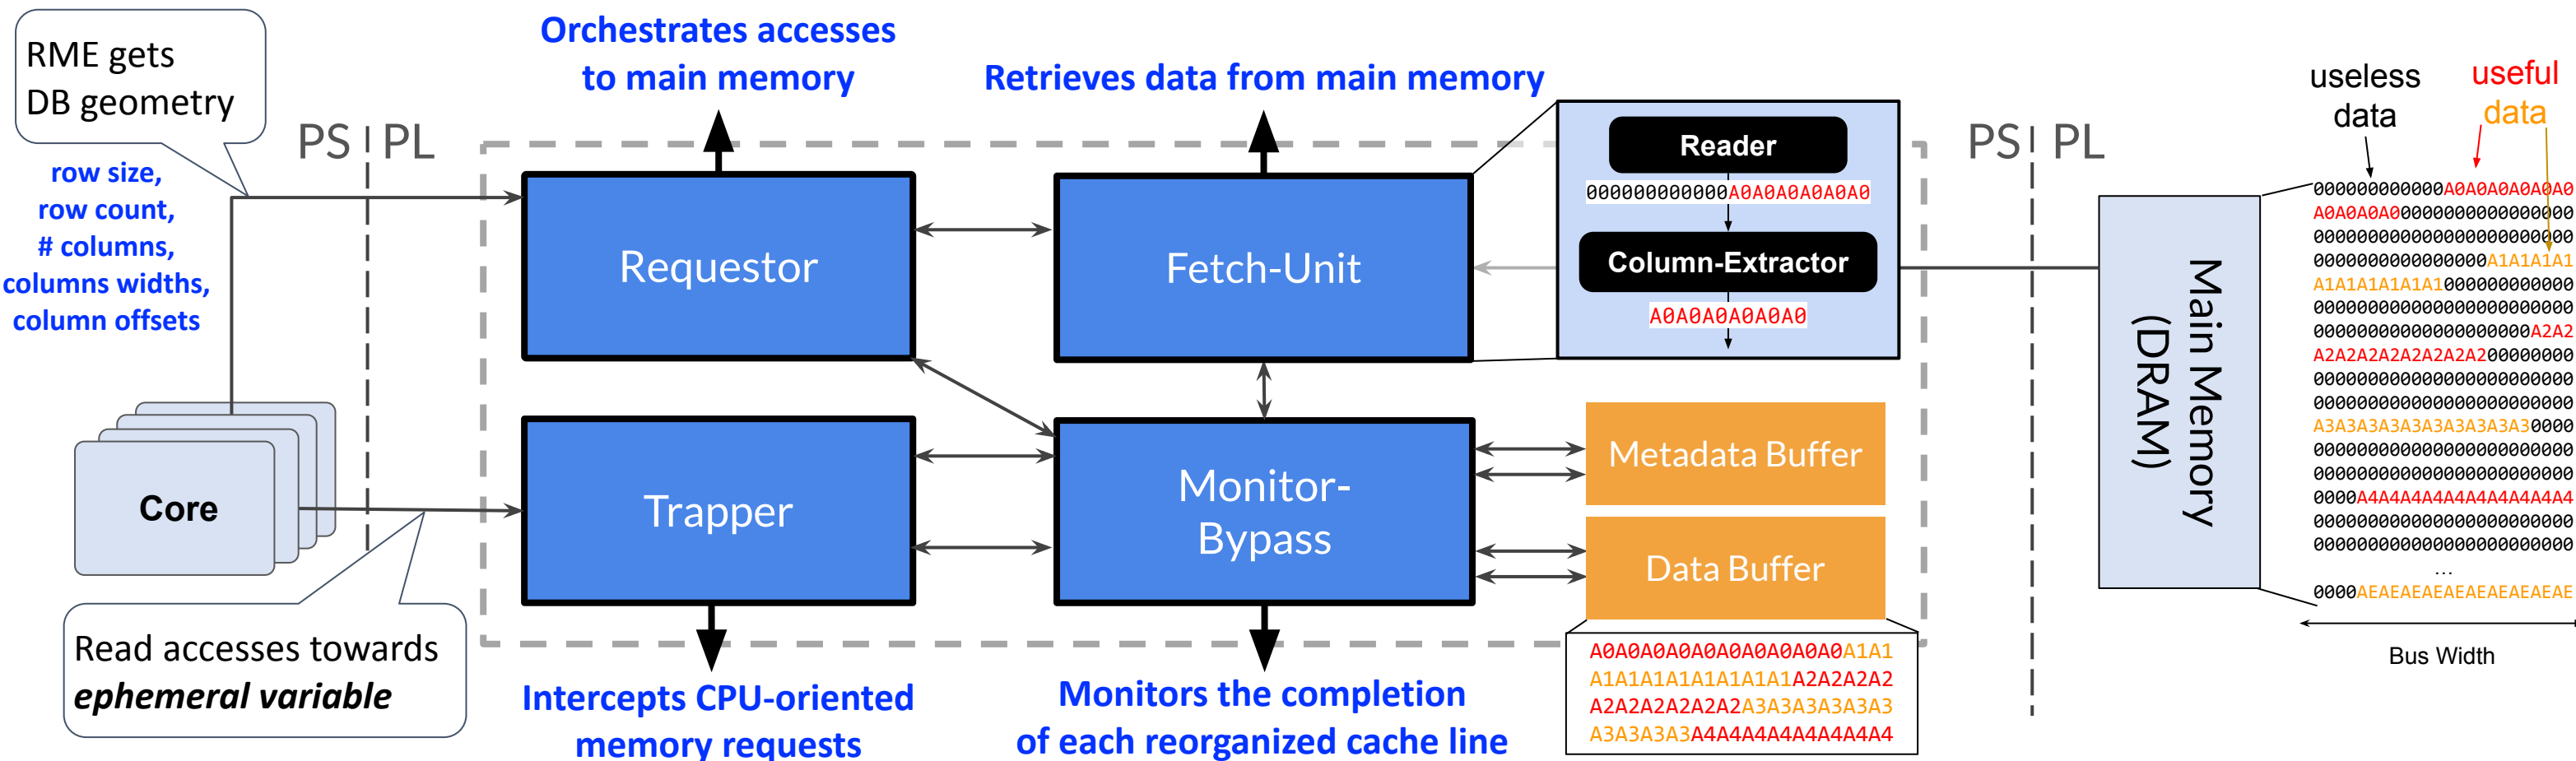 RME gets
DB geometry
row size,
row count,
# columns,
columns widths,
column offsets
PS PL
Core
Read accesses towards
ephemeral variable
Orchestrates accesses
to main memory
Retrieves data from main memory
Requestor
Fetch-Unit
Trapper
Monitor-
Bypass
Intercepts CPU-oriented
memory requests
Monitors the completion
of each reorganized cache line
Reader
000000000000A0A0A0A0A0A0
Column-Extractor
A0A0A0A0A0A0
Metadata Buffer
Data Buffer
A0A0A0A0A0A0A0A0A0A0A1A1
A1A1A1A1A1A1A1A1A2A2A2A2
A2A2A2A2A2A2A3A3A3A3A3A3
A3A3A3A3A4A4A4A4A4A4A4A4
PS PL
Main Memory
(DRAM)
useless
data
useful
data
000000000000A0A0A0A0A0A0
A0A0A0A00000000000000000
000000000000000000000000
0000000000000000A1A1A1A1
A1A1A1A1A1A1000000000000
000000000000000000000000
00000000000000000000A2A2
A2A2A2A2A2A2A2A200000000
000000000000000000000000
000000000000000000000000
A3A3A3A3A3A3A3A3A3A30000
000000000000000000000000
000000000000000000000000
0000A4A4A4A4A4A4A4A4A4A4
000000000000000000000000
000000000000000000000000
...
0000AEAEAEAEAEAEAEAEAEAE
Bus Width